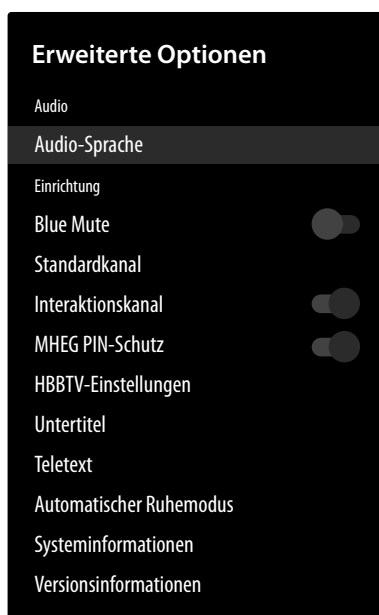 Erweiterte Optionen
Audio
Audio-Sprache
Einrichtung
Blue Mute
Standardkanal
Interaktionskanal
MHEG PIN-Schutz
HBBTV-Einstellungen
Untertitel
Teletext
Automatischer Ruhemodus
Systeminformationen
Versionsinformationen